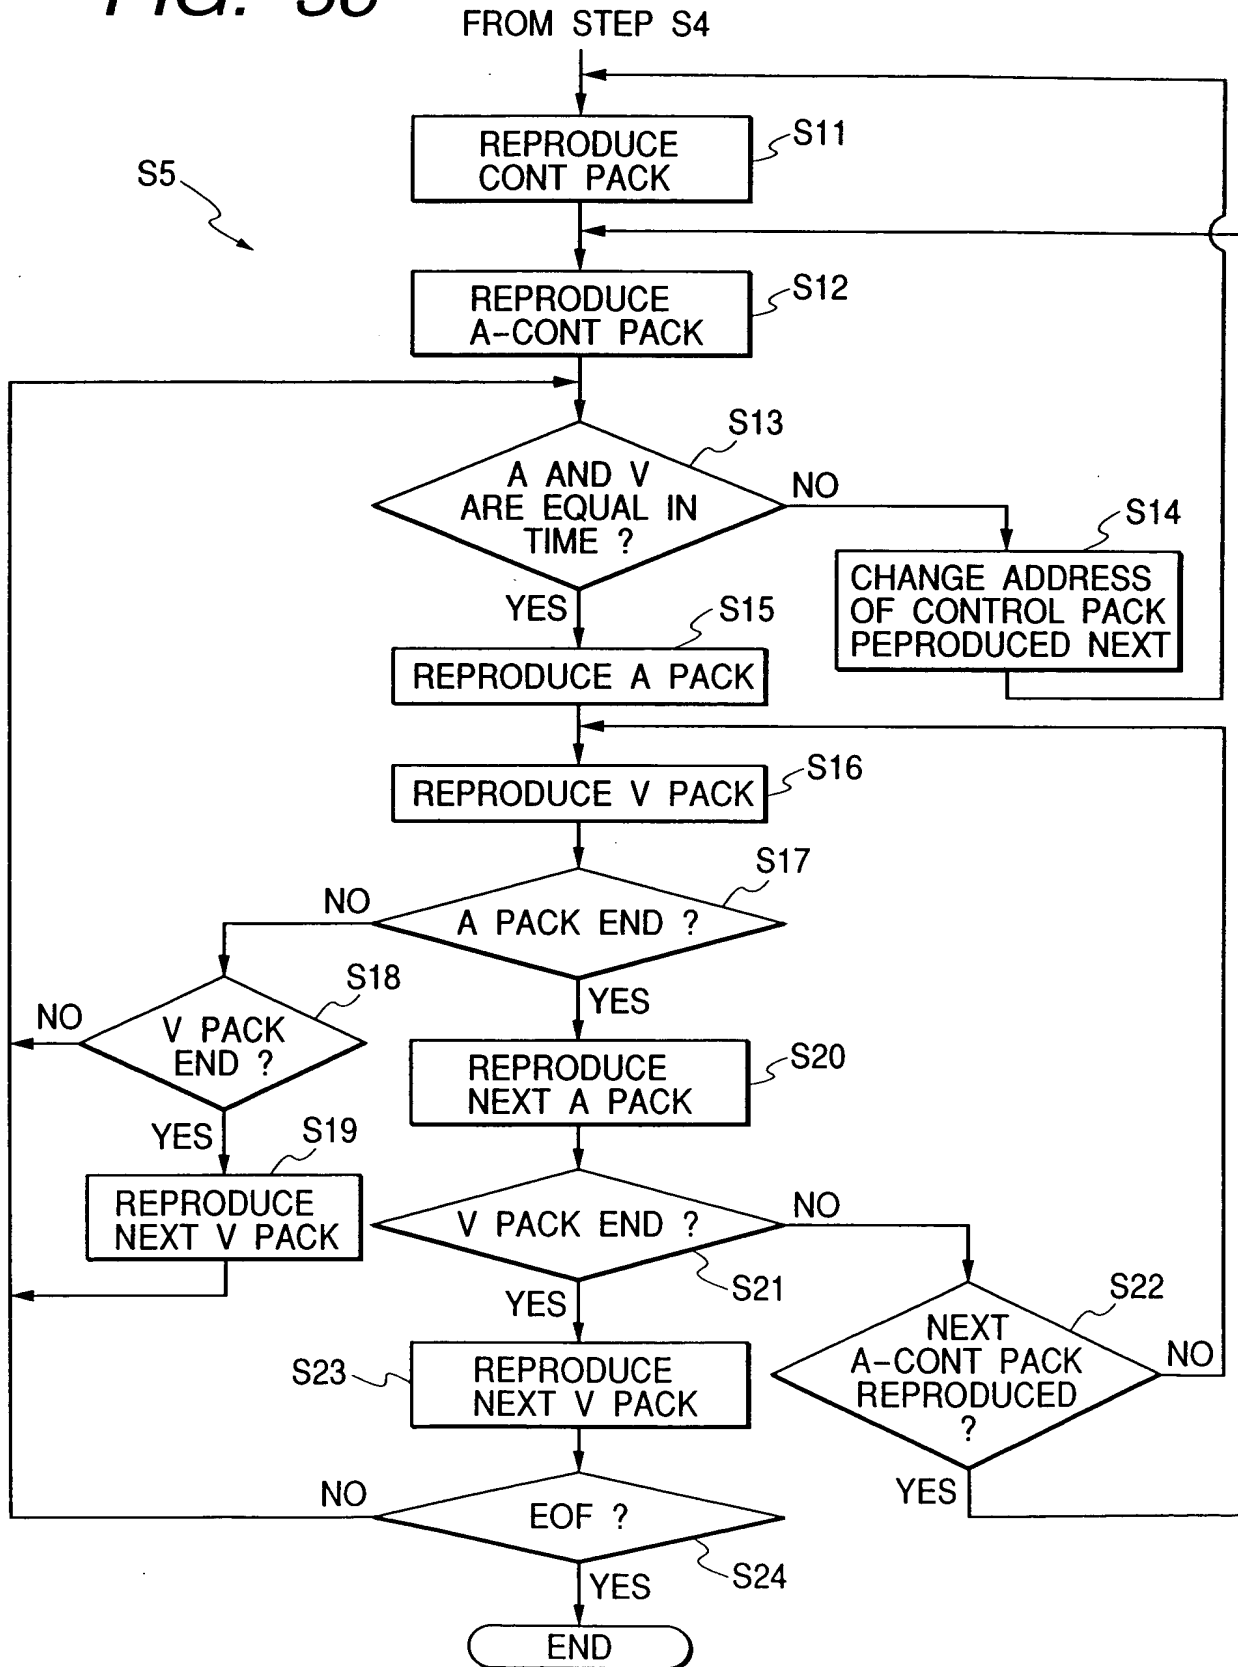 FROM STEP S4
REPRODUCE
CONT PACK
S11
S5
REPRODUCE
A-CONT PACK
S12
A AND V
ARE EQUAL IN
TIME ?
S13
NO
S14
CHANGE ADDRESS
OF CONTROL PACK
PEPRODUCED NEXT
YES
S15
REPRODUCE A PACK
REPRODUCE V PACK
S16
S17
NO
A PACK END ?
S18
NO
V PACK
END ?
YES
REPRODUCE
NEXT A PACK
S20
YES
S19
REPRODUCE
NEXT V PACK
V PACK END ?
NO
S21
YES
S22
NEXT
A-CONT PACK
REPRODUCED
?
NO
YES
S23
REPRODUCE
NEXT V PACK
NO
EOF ?
S24
YES
END